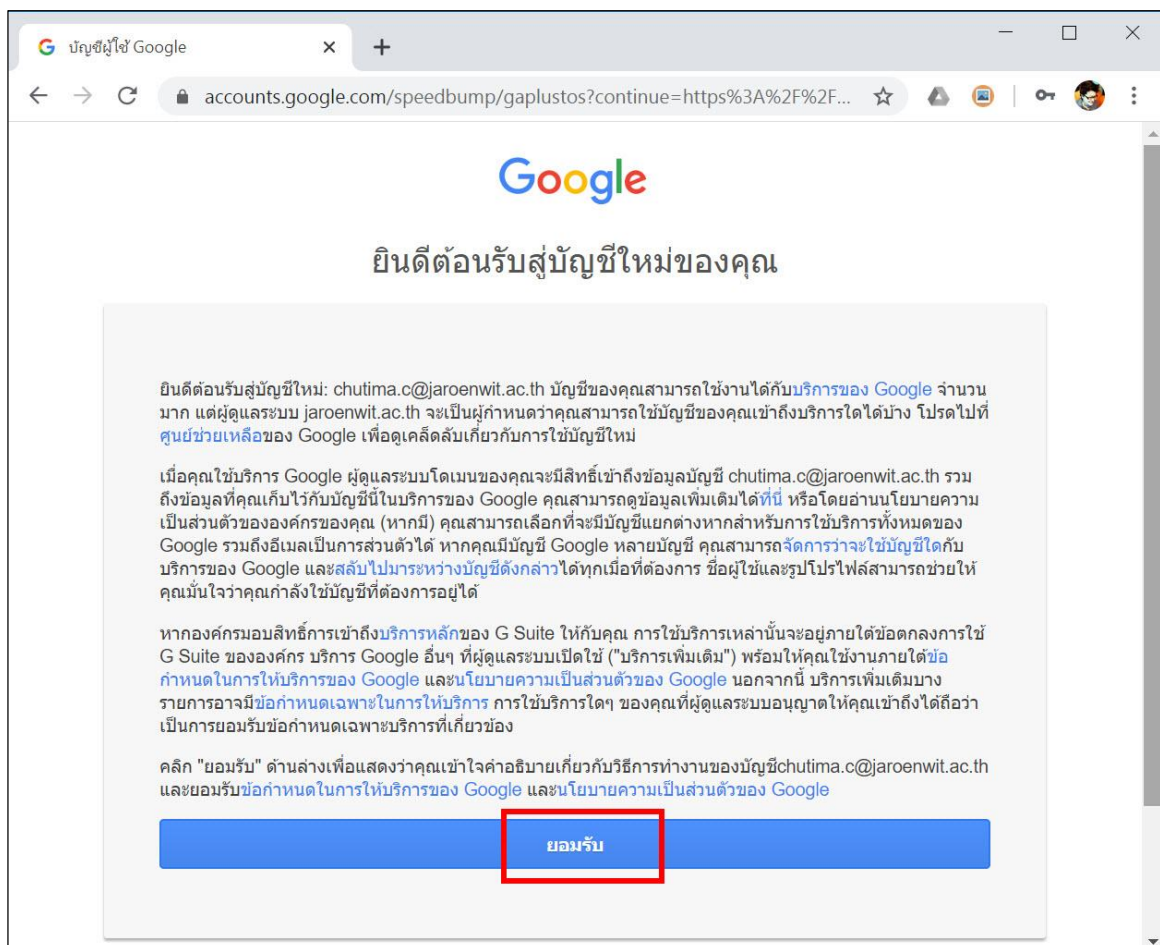 บัญชีผู้ใช้ Google
accounts.google.com/speedbump/gaplustos?continue=https%3A%2F%2F...
Google
ยินดีต้อนรับสู่บัญชีใหม่ของคุณ
ยินดีต้อนรับสู่บัญชีใหม่: chutima.c@jaroenwit.ac.th บัญชีของคุณสามารถใช้งานได้กับบริการของ Google จำนวน
มาก แต่ผู้ดูแลระบบ jaroenwit.ac.th จะเป็นผู้กำหนดว่าคุณสามารถใช้บัญชีของคุณเข้าถึงบริการใดได้บ้าง โปรดไปที่
ศูนย์ช่วยเหลือของ Google เพื่อดูเคล็ดลับเกี่ยวกับการใช้บัญชีใหม่
เมื่อคุณใช้บริการ Google ผู้ดูแลระบบโดเมนของคุณจะมีสิทธิ์เข้าถึงข้อมูลบัญชี chutima.c@jaroenwit.ac.th รวม
ถึงข้อมูลที่คุณเก็บไว้กับบัญชีนี้ในบริการของ Google คุณสามารถดูข้อมูลเพิ่มเติมได้ที่นี่ หรือโดยอ่านนโยบายความ
เป็นส่วนตัวขององค์กรของคุณ (หากมี) คุณสามารถเลือกที่จะมีบัญชีแยกต่างหากสำหรับการใช้บริการทั้งหมดของ
Google รวมถึงอีเมลเป็นการส่วนตัวได้ หากคุณมีบัญชี Google หลายบัญชี คุณสามารถจัดการว่าจะใช้บัญชีใดกับ
บริการของ Google และสลับไปมาระหว่างบัญชีดังกล่าวได้ทุกเมื่อที่ต้องการ ชื่อผู้ใช้และรูปโปรไฟล์สามารถช่วยให้
คุณมั่นใจว่าคุณกำลังใช้บัญชีที่ต้องการอยู่ได้
หากองค์กรมอบสิทธิ์การเข้าถึงบริการหลักของ G Suite ให้กับคุณ การใช้บริการเหล่านั้นจะอยู่ภายใต้ข้อตกลงการใช้
G Suite ขององค์กร บริการ Google อื่นๆ ที่ผู้ดูแลระบบเปิดใช้ ("บริการเพิ่มเติม") พร้อมให้คุณใช้งานภายใต้ข้อ
กำหนดในการให้บริการของ Google และนโยบายความเป็นส่วนตัวของ Google นอกจากนี้ บริการเพิ่มเติมบาง
รายการอาจมีข้อกำหนดเฉพาะในการให้บริการ การใช้บริการใดๆ ของคุณที่ผู้ดูแลระบบอนุญาตให้คุณเข้าถึงได้ถือว่า
เป็นการยอมรับข้อกำหนดเฉพาะบริการที่เกี่ยวข้อง
คลิก "ยอมรับ" ด้านล่างเพื่อแสดงว่าคุณเข้าใจคำอธิบายเกี่ยวกับวิธีการทำงานของบัญชีchutima.c@jaroenwit.ac.th
และยอมรับข้อกำหนดในการให้บริการของ Google และนโยบายความเป็นส่วนตัวของ Google
ยอมรับ